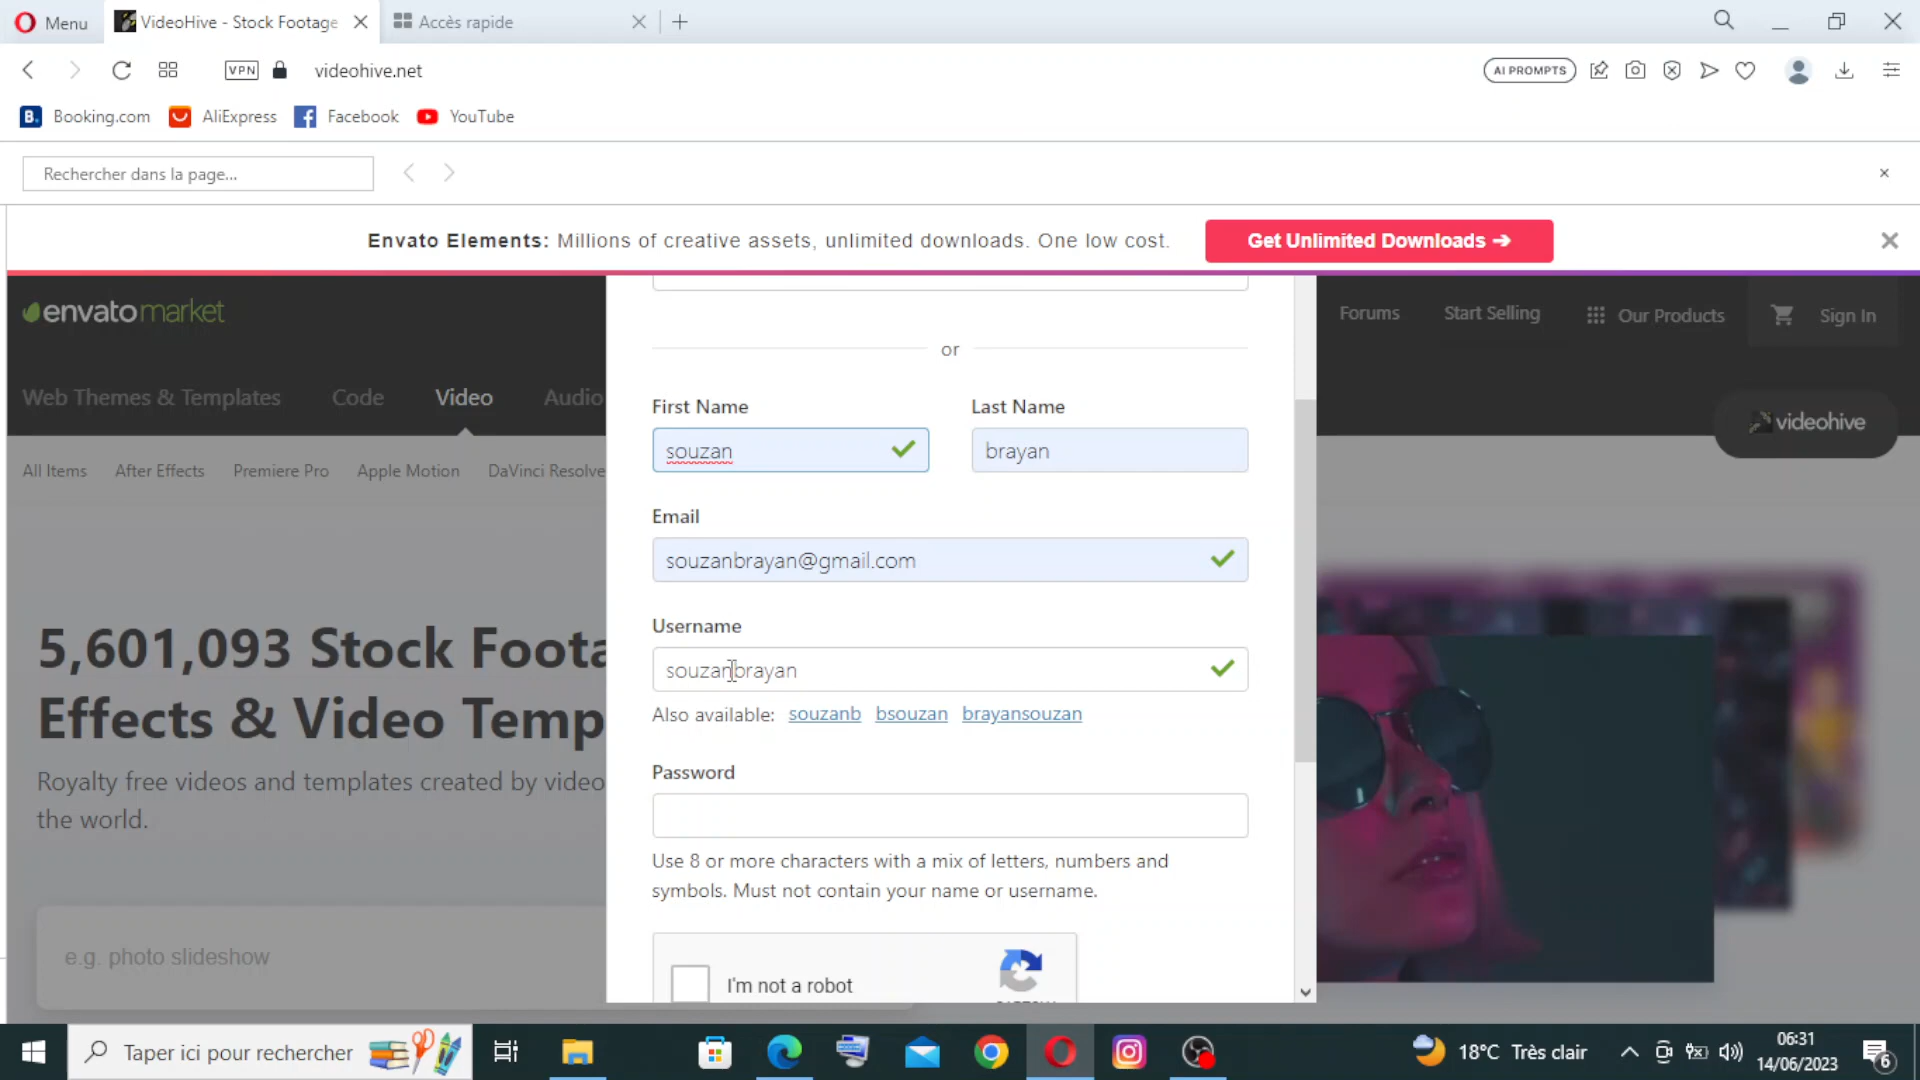 Menu
VideoHive - Stock Footage
Accès rapide
VPN
videohive.net
AI PROMPTS
B. Booking.com
AliExpress
Facebook
YouTube
Rechercher dans la page...
Envato Elements: Millions of creative assets, unlimited downloads. One low cost.
Get Unlimited Downloads ➔
envatomarket
Forums
Start Selling
Our Products
Sign In
or
Web Themes & Templates
Code
Video
Audio
First Name
Last Name
souzan
brayan
videohive
All Items
After Effects
Premiere Pro
Apple Motion
DaVinci Resolve
Email
souzanbrayan@gmail.com
Username
souzanbrayan
Also available: souzanb bsouzan brayansouzan
5,601,093 Stock Foota
Effects & Video Temp
Royalty free videos and templates created by video
the world.
Password
Use 8 or more characters with a mix of letters, numbers and
symbols. Must not contain your name or username.
e.g. photo slideshow
I'm not a robot
Taper ici pour rechercher
18°C Très clair
06:31
14/06/2023
6